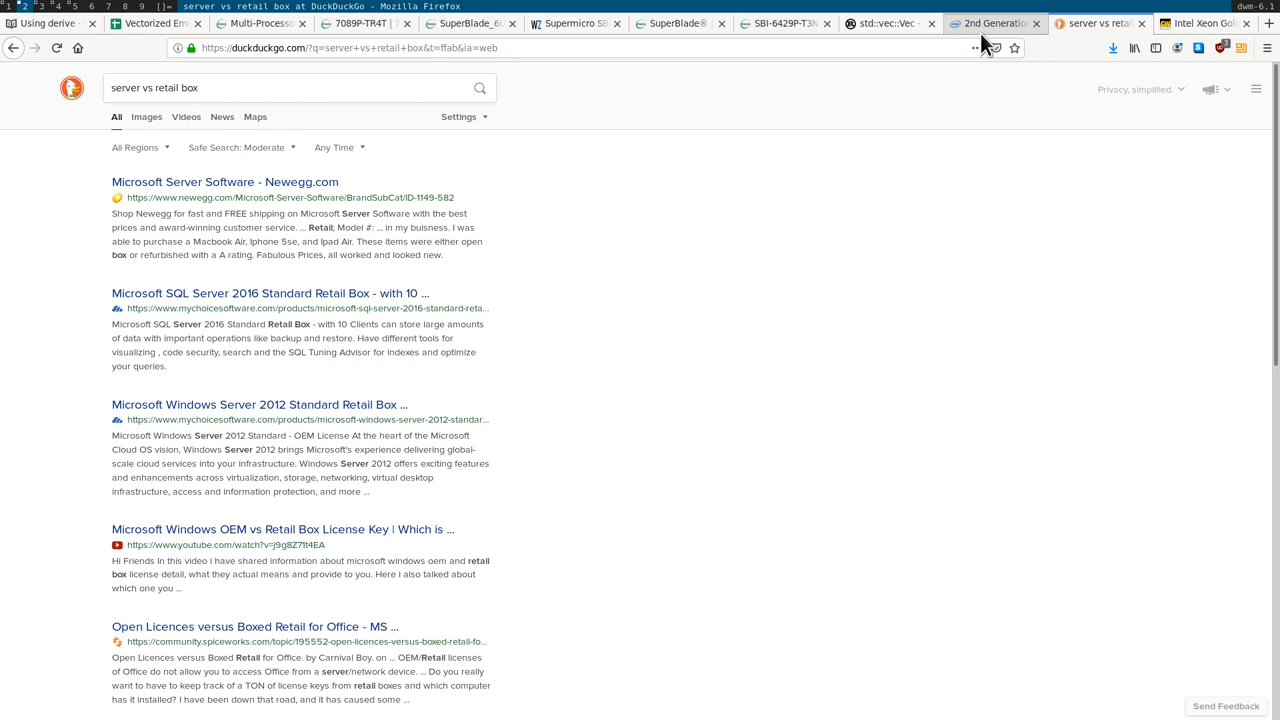 1 2 3 4 5 6 7 8 9 []= server vs retail box at DuckDuckGo - Mozilla Firefox dwm-6.1
Using derive - Vectorized Em Multi-Process 7089P-TR4T | SuperBlade_6U Supermicro SB SuperBlade® SBI-6429P-T3N std::vec::Vec - 2nd Generation server vs retai Intel Xeon Gol
https://duckduckgo.com/?q=server+vs+retail+box&t=ffab&ia=web 3
server vs retail box
Privacy, simplified.
All Images Videos News Maps Settings
All Regions Safe Search: Moderate Any Time
Microsoft Server Software - Newegg.com
https://www.newegg.com/Microsoft-Server-Software/BrandSubCat/ID-1149-582
Shop Newegg for fast and FREE shipping on Microsoft Server Software with the best
prices and award-winning customer service. ... Retail; Model #: ... in my buisness. I was
able to purchase a Macbook Air, Iphone 5se, and Ipad Air. These items were either open
box or refurbished with a A rating. Fabulous Prices, all worked and looked new.
Microsoft SQL Server 2016 Standard Retail Box - with 10 ...
https://www.mychoicesoftware.com/products/microsoft-sql-server-2016-standard-reta...
Microsoft SQL Server 2016 Standard Retail Box - with 10 Clients can store large amounts
of data with important operations like backup and restore. Have different tools for
visualizing , code security, search and the SQL Tuning Advisor for indexes and optimize
your queries.
Microsoft Windows Server 2012 Standard Retail Box ...
https://www.mychoicesoftware.com/products/microsoft-windows-server-2012-standar...
Microsoft Windows Server 2012 Standard - OEM License At the heart of the Microsoft
Cloud OS vision, Windows Server 2012 brings Microsoft's experience delivering global-
scale cloud services into your infrastructure. Windows Server 2012 offers exciting features
and enhancements across virtualization, storage, networking, virtual desktop
infrastructure, access and information protection, and more ...
Microsoft Windows OEM vs Retail Box License Key | Which is ...
https://www.youtube.com/watch?v=j9g8Z71t4EA
Hi Friends In this video i have shared information about microsoft windows oem and retail
box license detail, what they actual means and provide to you. Here i also talked about
which one you ...
Open Licences versus Boxed Retail for Office - MS ...
https://community.spiceworks.com/topic/195552-open-licences-versus-boxed-retail-fo...
Open Licences versus Boxed Retail for Office. by Carnival Boy. on ... OEM/Retail licenses
of Office do not allow you to access Office from a server/network device. ... Do you really
want to have to keep track of a TON of license keys from retail boxes and which computer
has it installed? I have been down that road, and it has caused some ...
Send Feedback